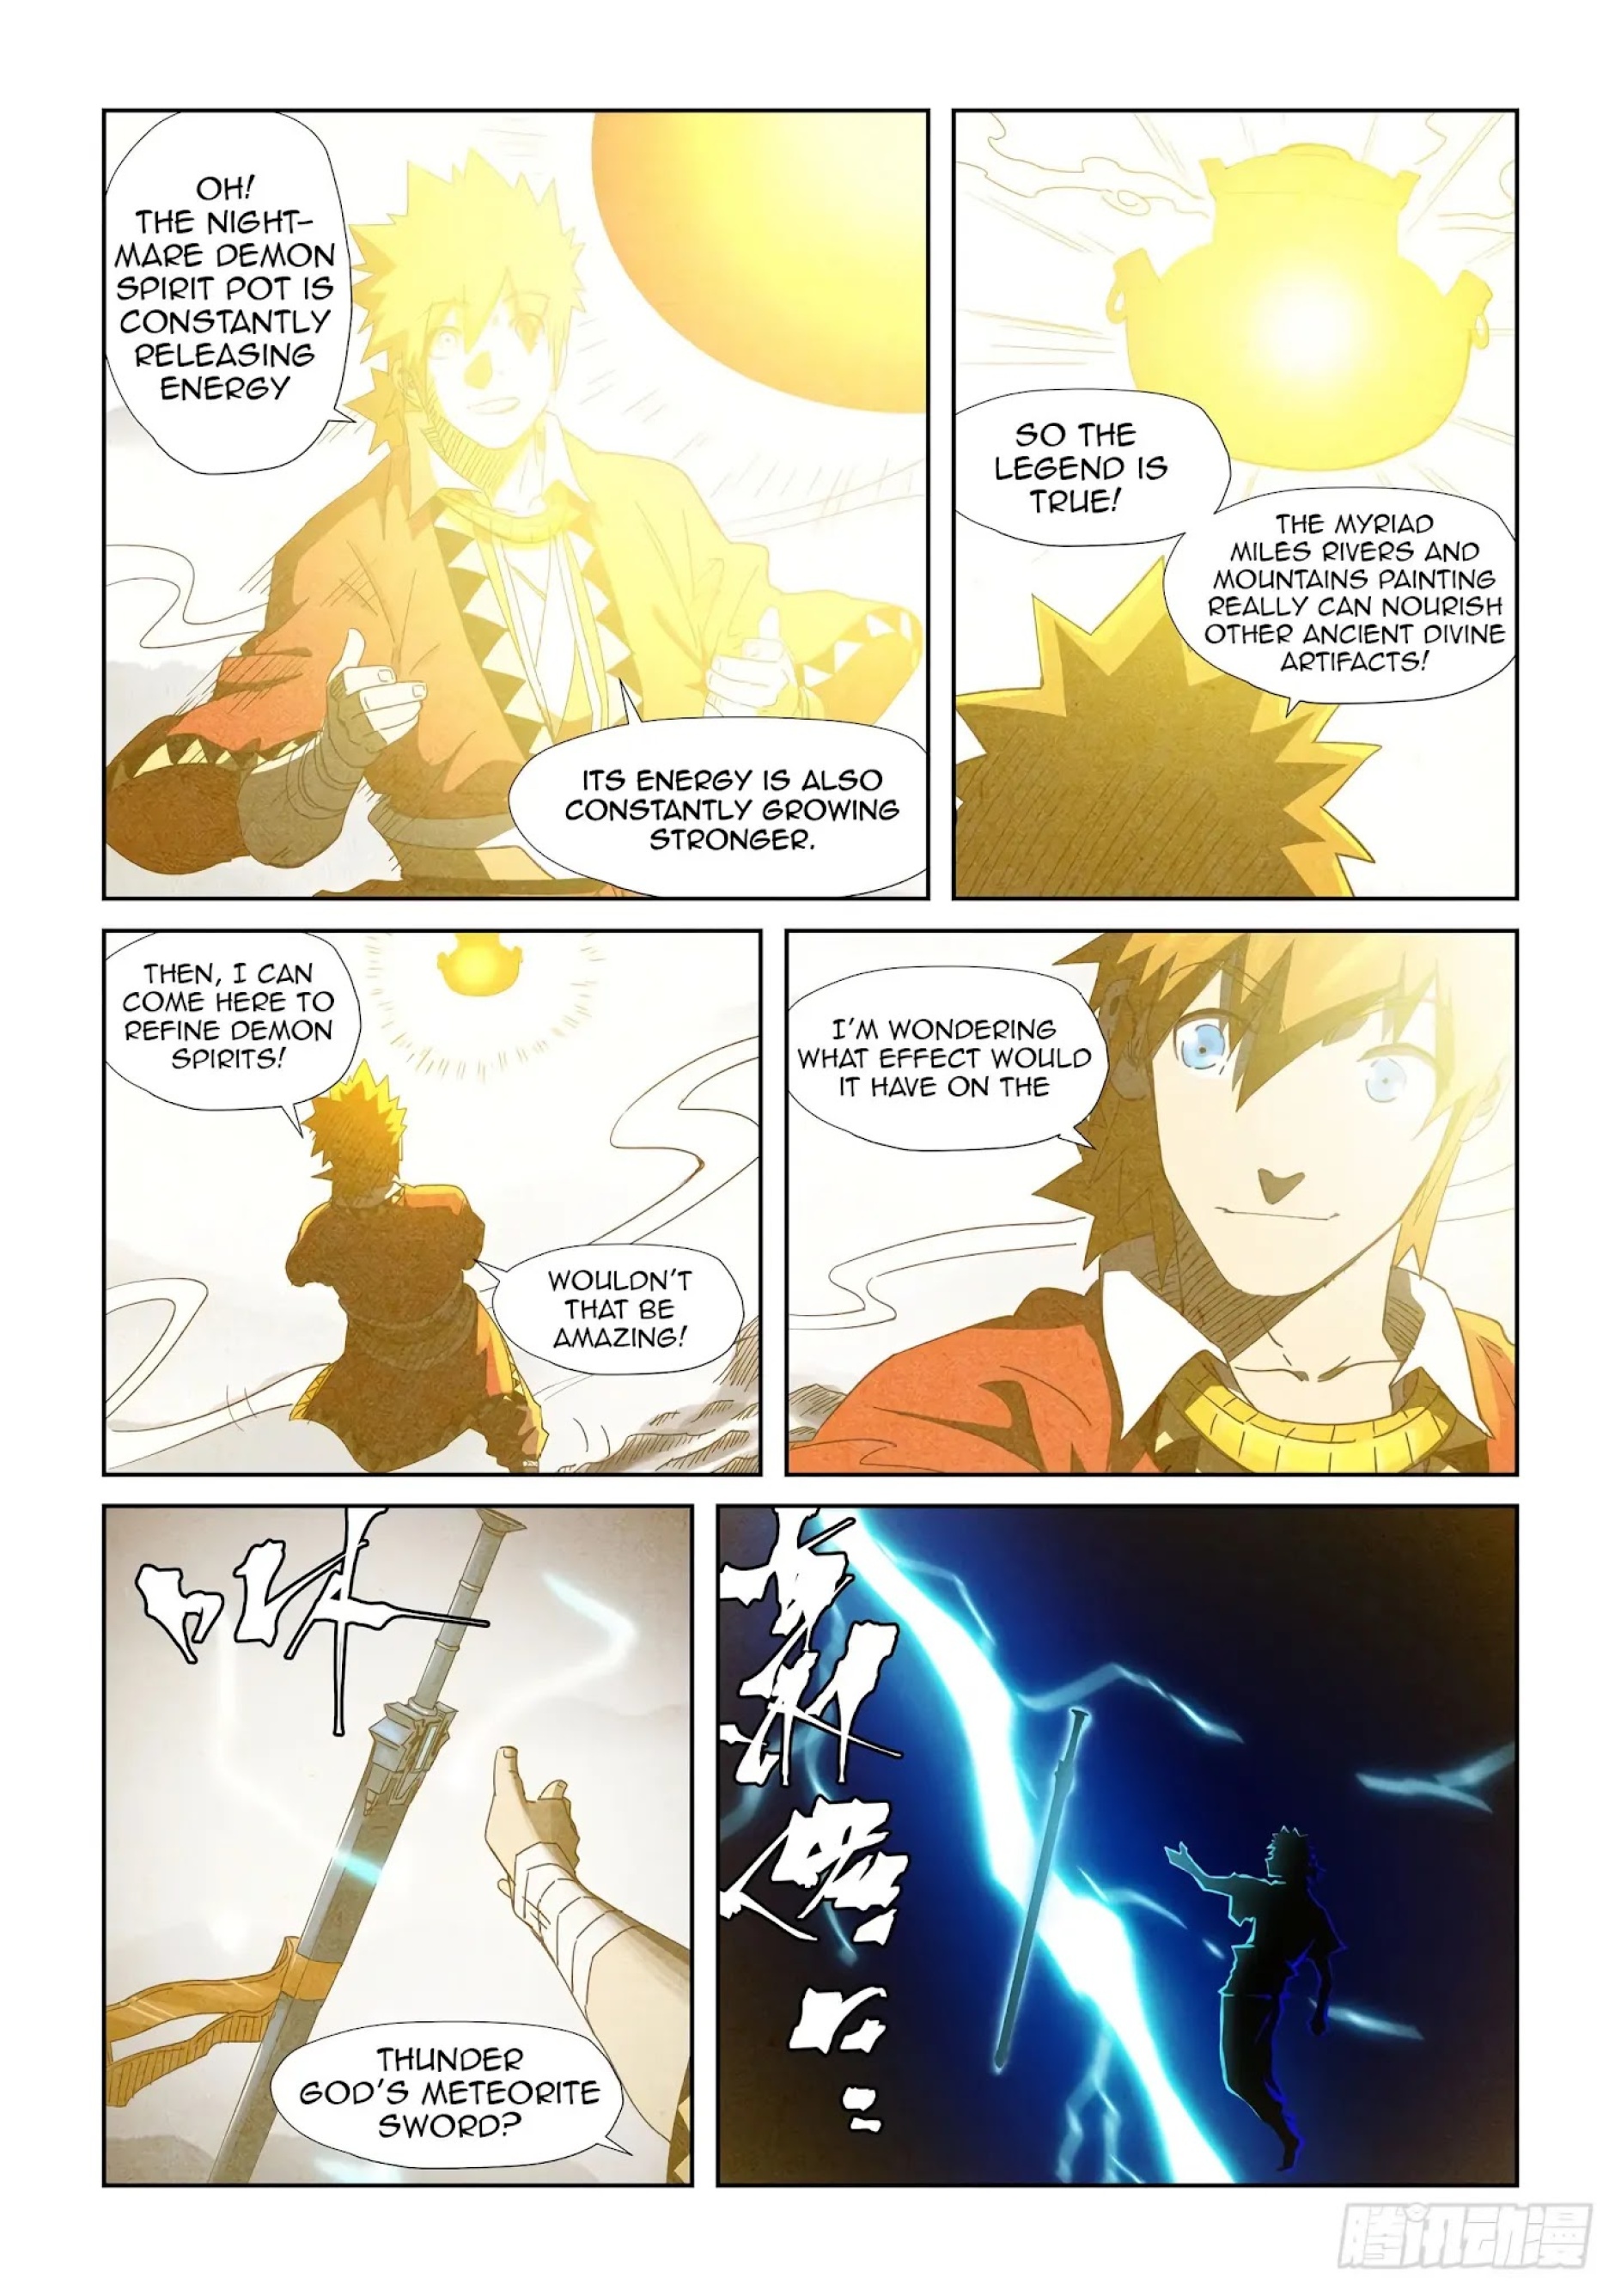 OH!
THE NIGHT-
MARE DEMON
SPIRIT POT IS
CONSTANTLY
RELEASING
ENERGY
ITS ENERGY IS ALSO
CONSTANTLY GROWING
STRONGER.
SO THE
LEGEND IS
TRUE!
THE MYRIAD
MILES RIVERS AND
MOUNTAINS PAINTING
REALLY CAN NOURISH
OTHER ANCIENT DIVINE
ARTIFACTS!
THEN, I CAN
COME HERE TO
REFINE DEMON
SPIRITS!
WOULDN'T
THAT BE
AMAZING!
I'M WONDERING
WHAT EFFECT WOULD
IT HAVE ON THE
THUNDER
GOD'S METEORITE
SWORD?
腾讯动漫